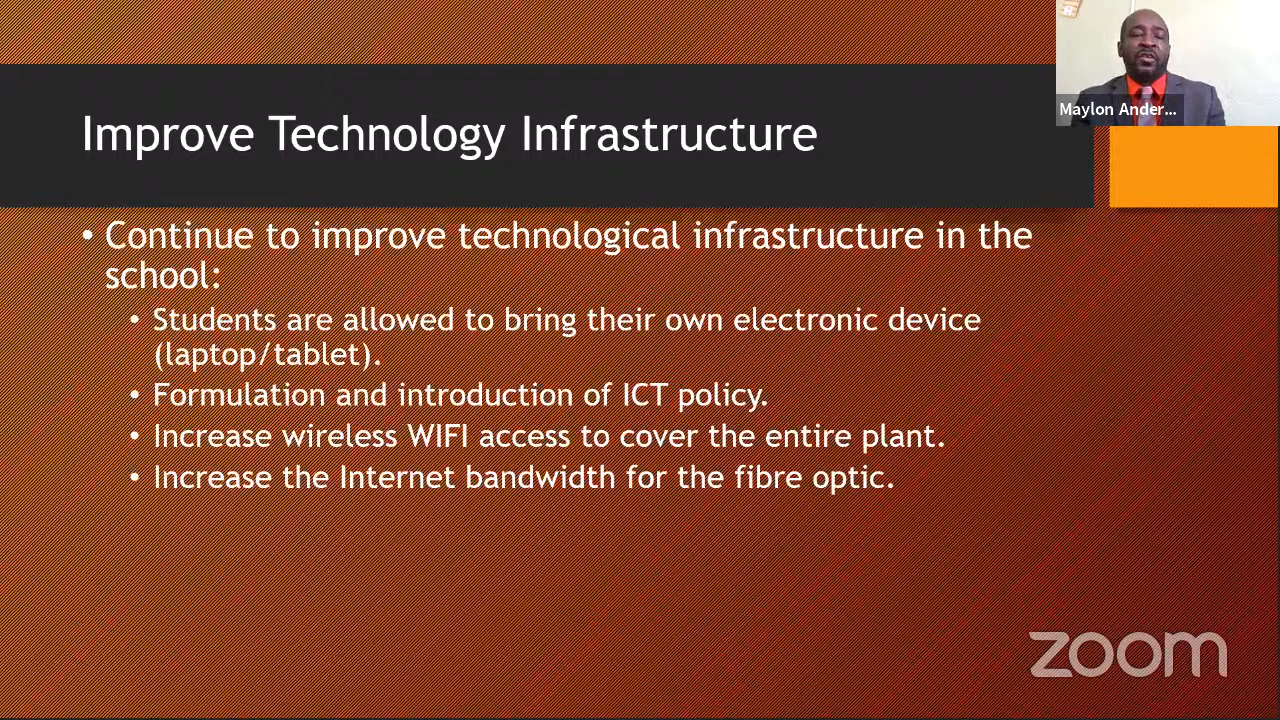 Maylon Ander...
Improve Technology Infrastructure
• Continue to improve technological infrastructure in the
school:
• Students are allowed to bring their own electronic device
(laptop/tablet).
• Formulation and introduction of ICT policy.
• Increase wireless WIFI access to cover the entire plant.
• Increase the Internet bandwidth for the fibre optic.
zoom